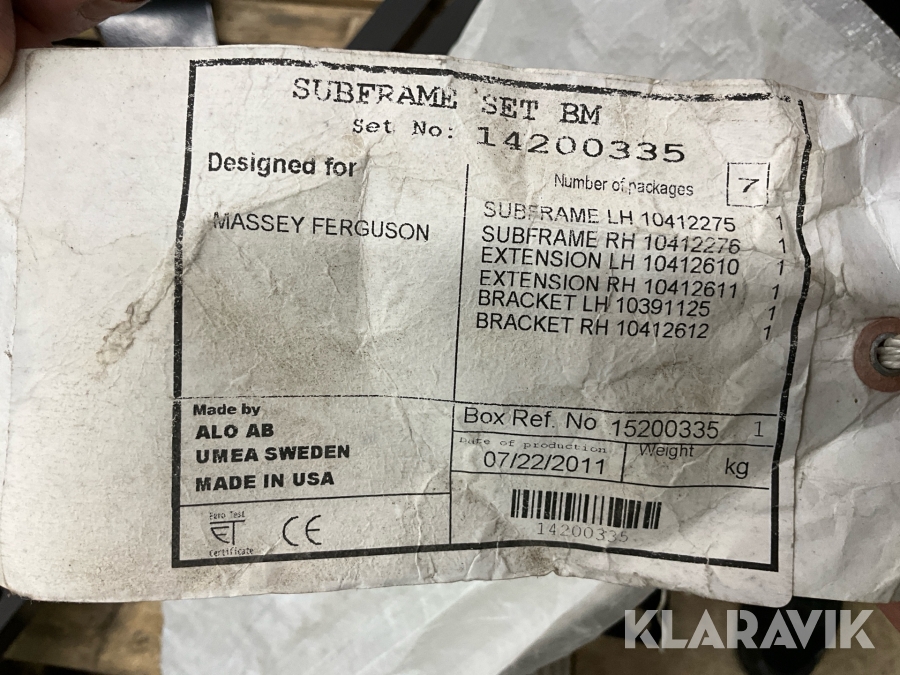 SUBFRAME SET BM
Set No: 14200335
Designed for
Number of packages 7
MASSEY FERGUSON
SUBFRAME LH 10412275 1
SUBFRAME RH 10412276 1
EXTENSION LH 10412610 1
EXTENSION RH 10412611 1
BRACKET LH 10391125 1
BRACKET RH 10412612 1
Made by
ALO AB
UMEA SWEDEN
MADE IN USA
Box Ref. No 15200335 1
Date of production
07/22/2011
Weight
kg
Euro Test
ET
Certificate
CE
14200335
KLARAVIK